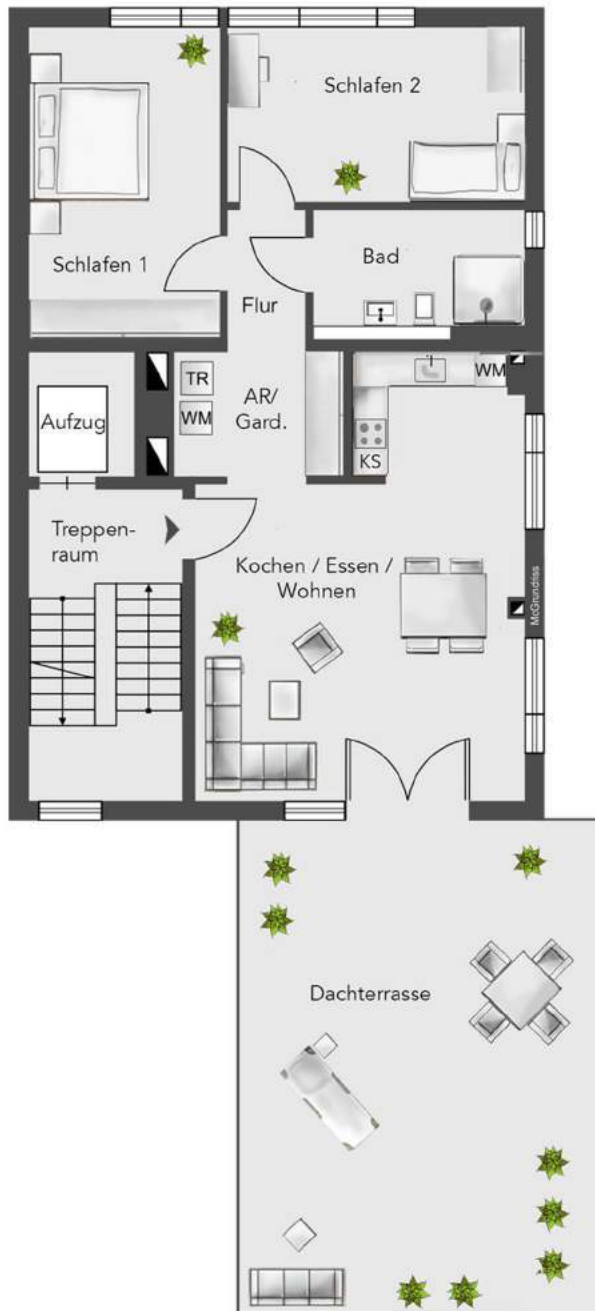 Schlafen 2
Schlafen 1
Bad
Flur
TR
WM
AR/
Gard.
WM
KS
Aufzug
Treppen-
raum
Kochen / Essen /
Wohnen
McGrundriss
Dachterrasse